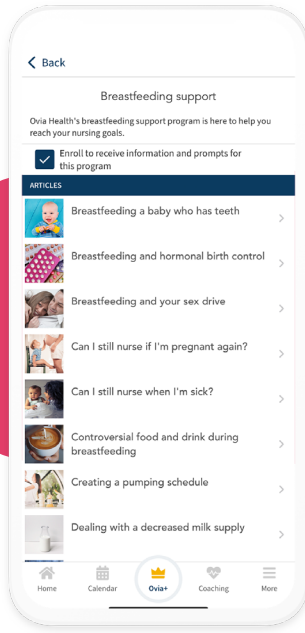 Back
Breastfeeding support
Ovia Health's breastfeeding support program is here to help you
reach your nursing goals.
Enroll to receive information and prompts for
this program
ARTICLES
Breastfeeding a baby who has teeth
Breastfeeding and hormonal birth control
Breastfeeding and your sex drive
Can I still nurse if I'm pregnant again?
Can I still nurse when I'm sick?
Controversial food and drink during
breastfeeding
Creating a pumping schedule
Dealing with a decreased milk supply
Home Calendar Ovia+ Coaching More